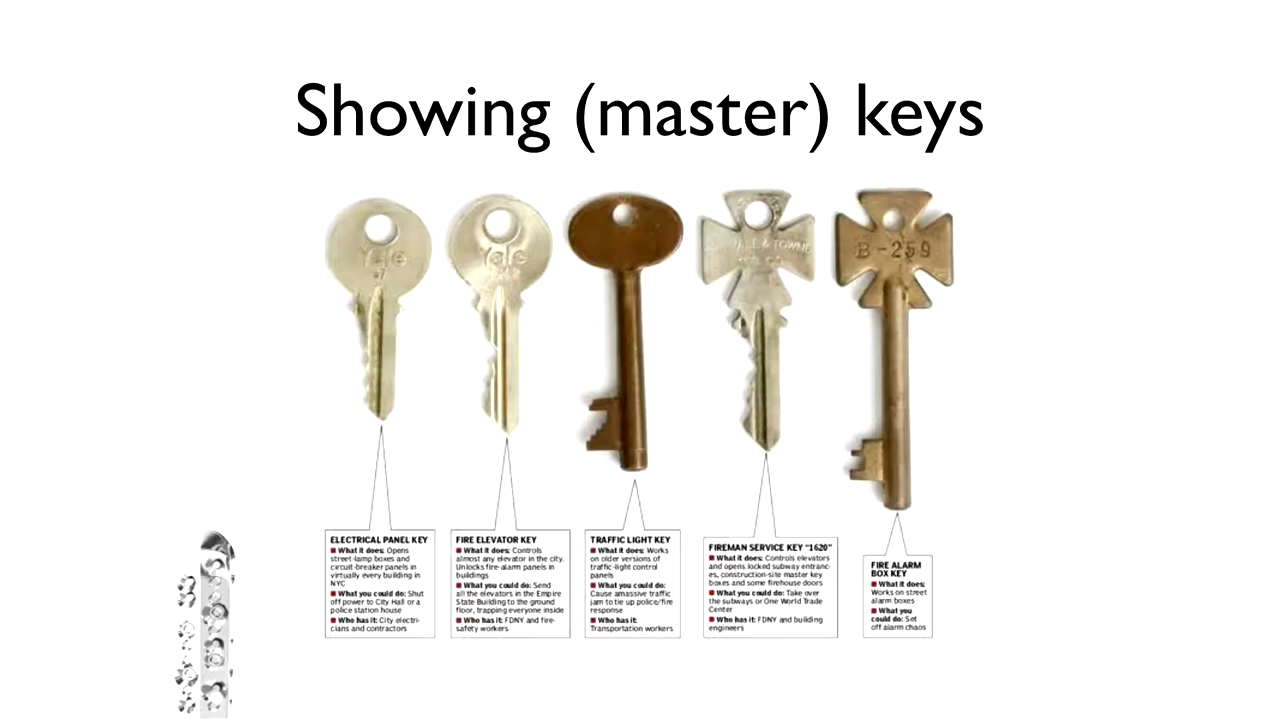 Showing (master) keys
Yale
Yale
B-259
ELECTRICAL PANEL KEY
■ What it does: Opens
street-lamp boxes and
circuit-breaker panels in
virtually every building in
NYC
■ What you could do: Shut
off power to City Hall or a
police station house
■ Who has it: City electri-
cians and contractors
FIRE ELEVATOR KEY
■ What it does: Controls
almost any elevator in the city.
Unlocks fire-alarm panels in
buildings
■ What you could do: Send
all the elevators in the Empire
State Building to the ground
floor, trapping everyone inside
■ Who has it: FDNY and fire-
safety workers
TRAFFIC LIGHT KEY
■ What it does: Works
on older versions of
traffic-light control
panels
■ What you could do:
Cause amassive traffic
jam to tie up police/fire
response
■ Who has it:
Transportation workers
FIREMAN SERVICE KEY “1620”
■ What it does: Controls elevators
and opens locked subway entranc-
es, construction-site master key
boxes and some firehouse doors
■ What you could do: Take over
the subways or One World Trade
Center
■ Who has it: FDNY and building
engineers
FIRE ALARM
BOX KEY
■ What it does:
Works on street
alarm boxes
■ What you
could do: Set
off alarm chaos